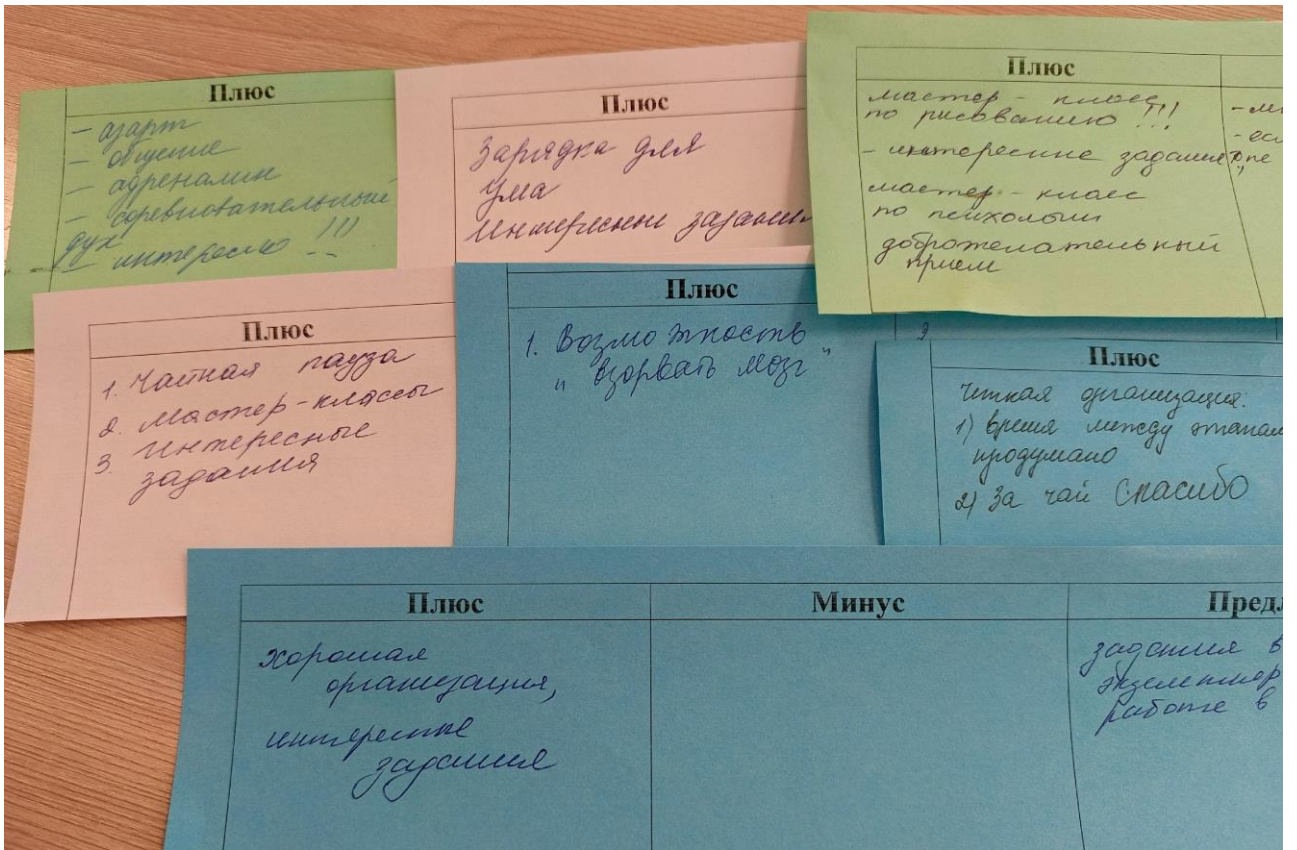 Плюс
- азарт
- общение
- адреналин
- соревновательный
дух
- интересно !!!
Плюс
Зарядка для
ума
интересные задания
Плюс
мастер-класс
по рисованию !!!
- интересные задания
мастер-класс
по психологии
доброжелательный
прием
Плюс
1. Чайная пауза
2. Мастер-классы
3. Интересные
задания
Плюс
1. Возможность
"взорвать мозг"
Плюс
Четкая организация.
1) время между этапам
продумано
2) За чай Спасибо
Плюс
Минус
Пред
хорошая
организация,
интересные
задания
задания в
экземпляр
работе в